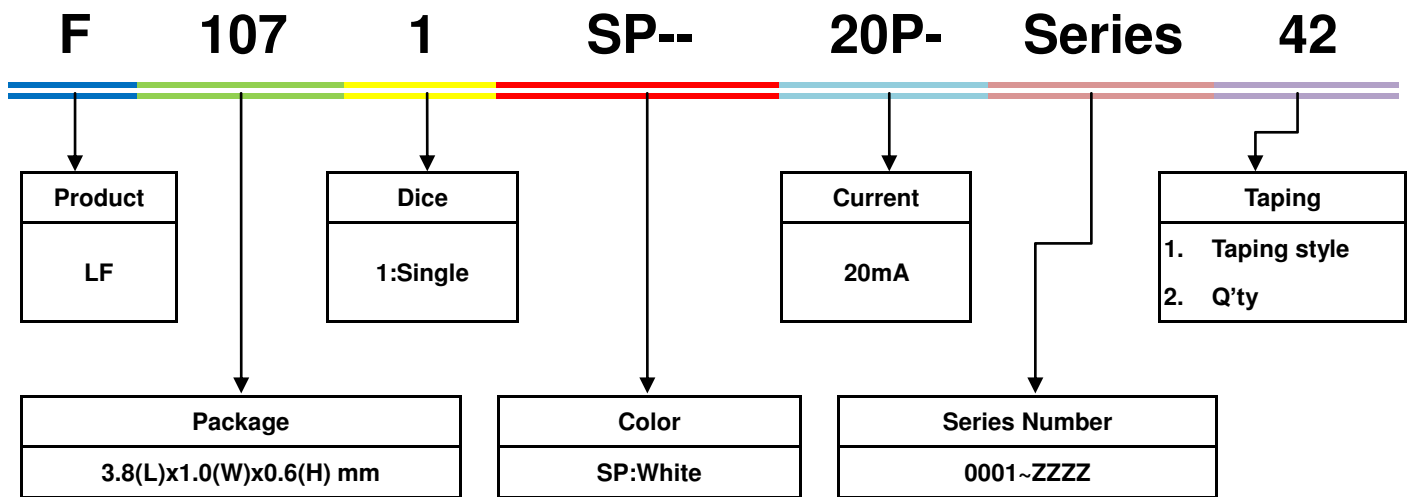 F 107 1 SP-- 20P- Series 42
Product
LF
Dice
1:Single
Current
20mA
Taping
1. Taping style
2. Q’ty
Package
3.8(L)x1.0(W)x0.6(H) mm
Color
SP:White
Series Number
0001~ZZZZ